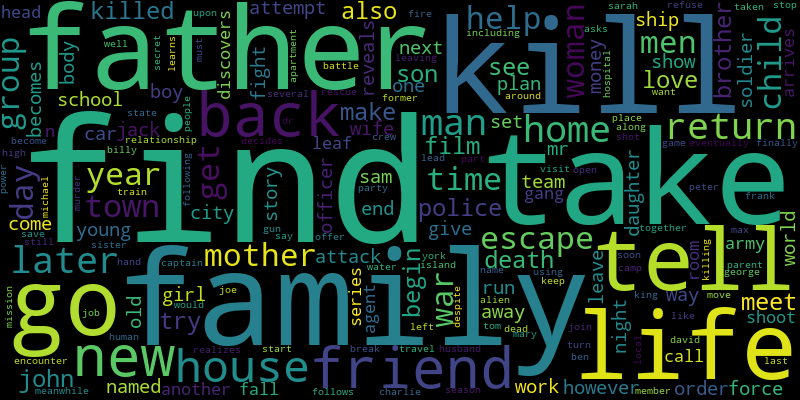 head
killed
attempt
also
help
ship
sarah
refuse
taken
stop
upon
fire
father
kill
asks
including
woman
men
brother
child
group
becomes
body
well
secret
learns
must
discovers
fight
apartment
leaving
reveals
next
son
see
plan
money
show
love
soldier
arrives
battle
one
hospital
want
school
boy
several
rescue
former
around
back
make
man
set
home
place
along
shot
return
n
car
jack
people
dr
wife
film
mr
state
relationship
decides
crew
leaf
find
take
become
billy
high
year
get
officer
sam
time
lead
part
team
visit
open
game
eventually
finally
day
michael
town
train
murder
following
story
party
police
gang
daughter
peter
frank
power
come
young
city
gun
say
end
offer
give
escape
together
max
world
save
still
sister
mother
attack
death
tell
room
killing
army
parent
george
later
hand
captain
water
york
island
name
using
leave
soon
camp
king
way
move
meet
mission
go
job
old
family
girl
would
joe
series
agent
begin
left
war
despite
run
alien
away
keep
tom
dead
mary
night
join
like
shoot
turn
local
david
life
call
last
human
try
encounter
new
realizes
start
house
break
travel
husband
friend
ben
john
meanwhile
named
another
fall
follows
charlie
season
work
however
member
order
force